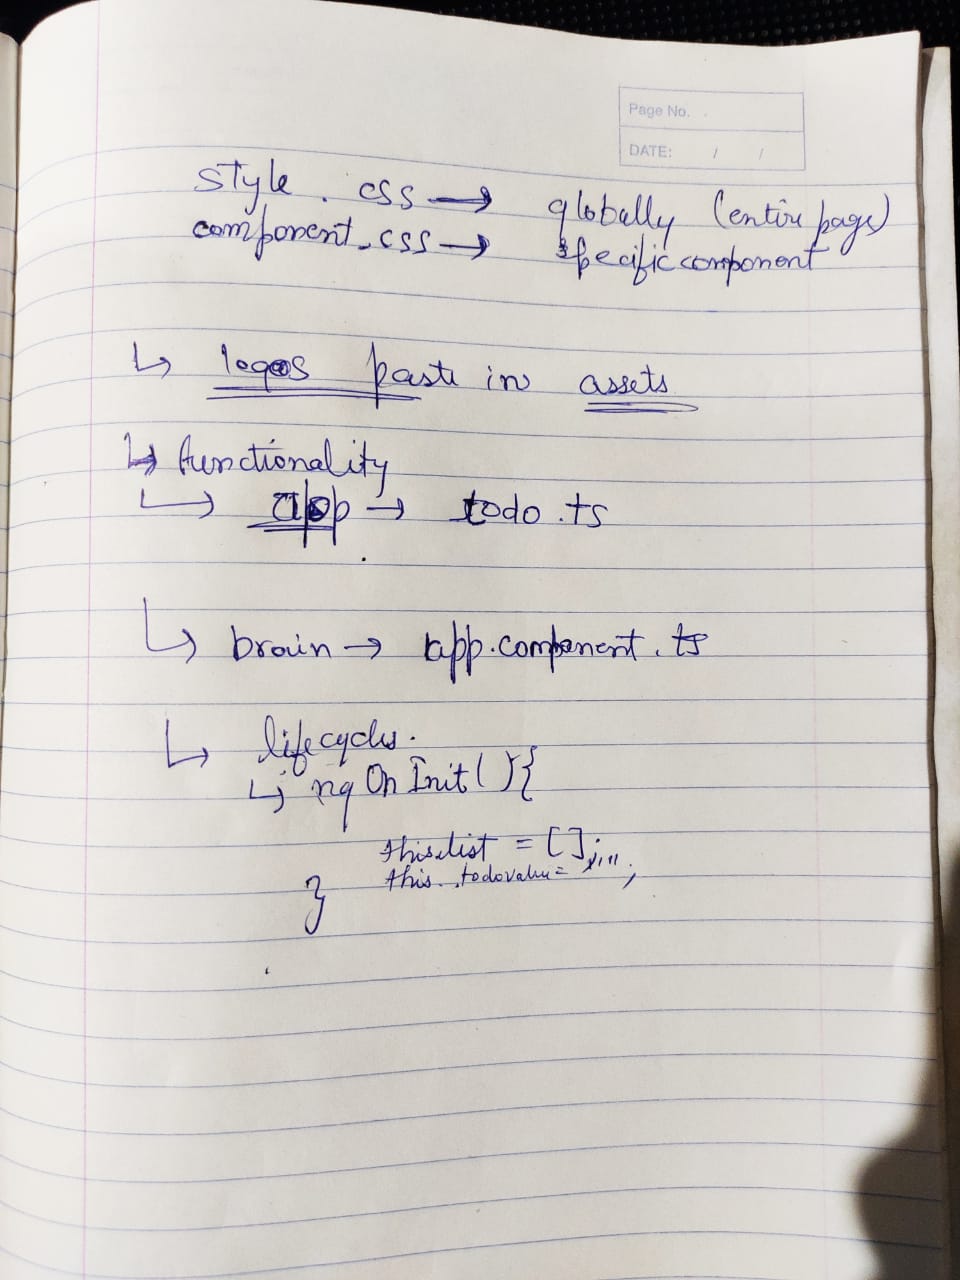 Page No.
DATE: / /
style . css → globally (entire page)
component.css → specific component
↳ logos paste in assets
↳ functionality
↳ app → todo.ts
↳ brain → app.component.ts
↳ lifecycles.
↳ ngOnInit(){
this.list = [];
this.todovalue= "";
}